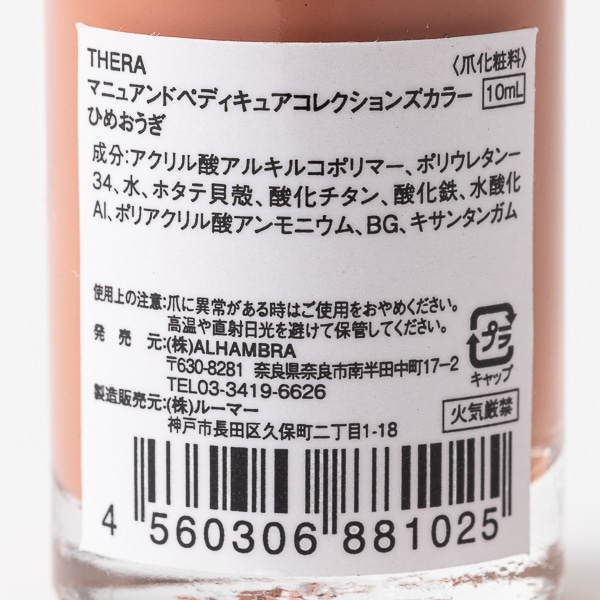 THERA 〈爪化粧料〉
マニュアンドペディキュアコレクションズカラー 10mL
ひめおうぎ
成分:アクリル酸アルキルコポリマー、ポリウレタンー
34、水、ホタテ貝殻、酸化チタン、酸化鉄、水酸化
Al、ポリアクリル酸アンモニウム、BG、キサンタンガム
使用上の注意:爪に異常がある時はご使用をおやめください。
高温や直射日光を避けて保管してください。
発売元:(株)ALHAMBRA
〒630-8281 奈良県奈良市南半田中町17-2
TEL03-3419-6626
製造販売元:(株)ルーマー
神戸市長田区久保町二丁目1-18
プラ
キャップ
火気厳禁
4 560306 881025